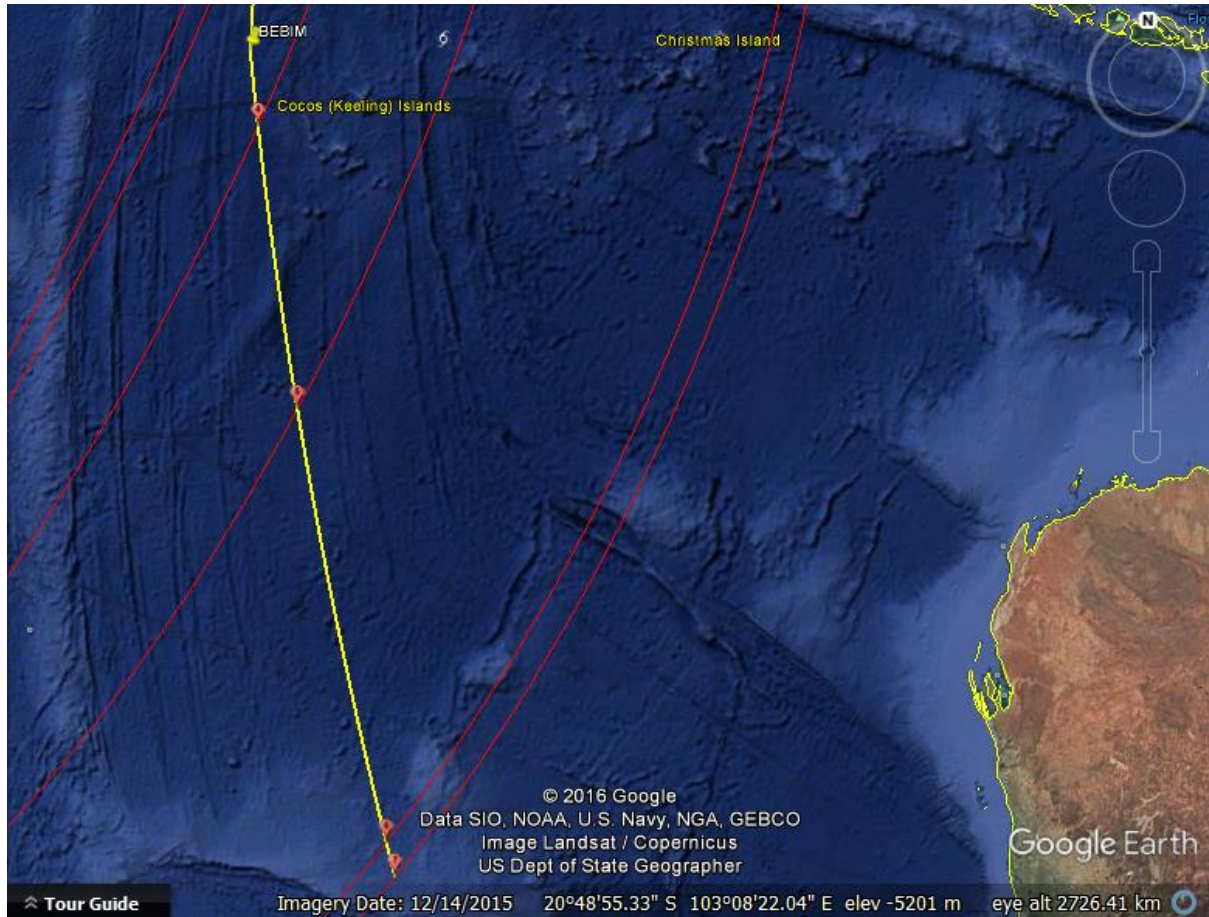 BEBIM
Christmas Island
Flo
N
Cocos (Keeling) Islands
© 2016 Google
Data SIO, NOAA, U.S. Navy, NGA, GEBCO
Image Landsat / Copernicus
US Dept of State Geographer
Google Earth
Tour Guide
Imagery Date: 12/14/2015 20°48'55.33" S 103°08'22.04" E elev -5201 m eye alt 2726.41 km